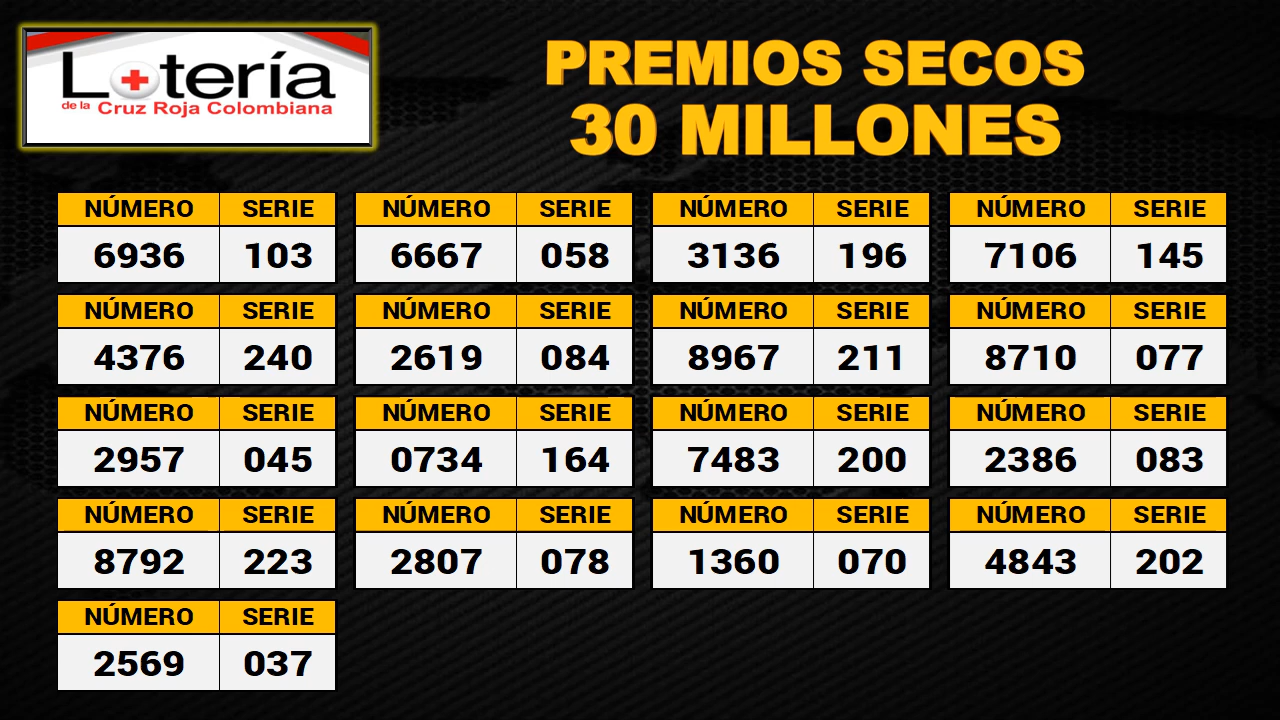 Lotería
de la Cruz Roja Colombiana
PREMIOS SECOS
30 MILLONES
NÚMERO SERIE NÚMERO SERIE NÚMERO SERIE NÚMERO SERIE
6936 103 6667 058 3136 196 7106 145
NÚMERO SERIE NÚMERO SERIE NÚMERO SERIE NÚMERO SERIE
4376 240 2619 084 8967 211 8710 077
NÚMERO SERIE NÚMERO SERIE NÚMERO SERIE NÚMERO SERIE
2957 045 0734 164 7483 200 2386 083
NÚMERO SERIE NÚMERO SERIE NÚMERO SERIE NÚMERO SERIE
8792 223 2807 078 1360 070 4843 202
NÚMERO SERIE
2569 037